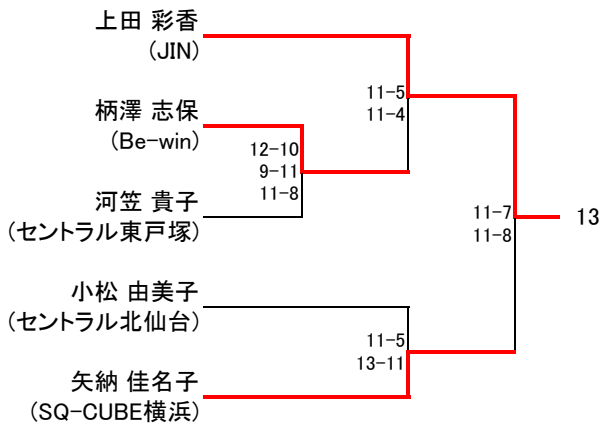 上田 彩香
(JIN)
11-5
11-4
柄澤 志保
(Be-win)
12-10
9-11
11-8
河笠 貴子
(セントラル東戸塚)
11-7
11-8
13
小松 由美子
(セントラル北仙台)
11-5
13-11
矢納 佳名子
(SQ-CUBE横浜)